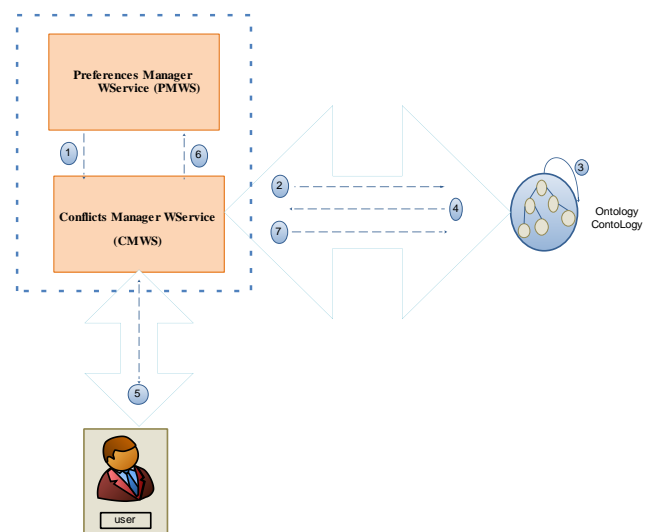 Preferences Manager
WService (PMWS)
1
6
2
3
Conflicts Manager WService
(CMWS)
4
Ontology
ContoLogy
7
5
user